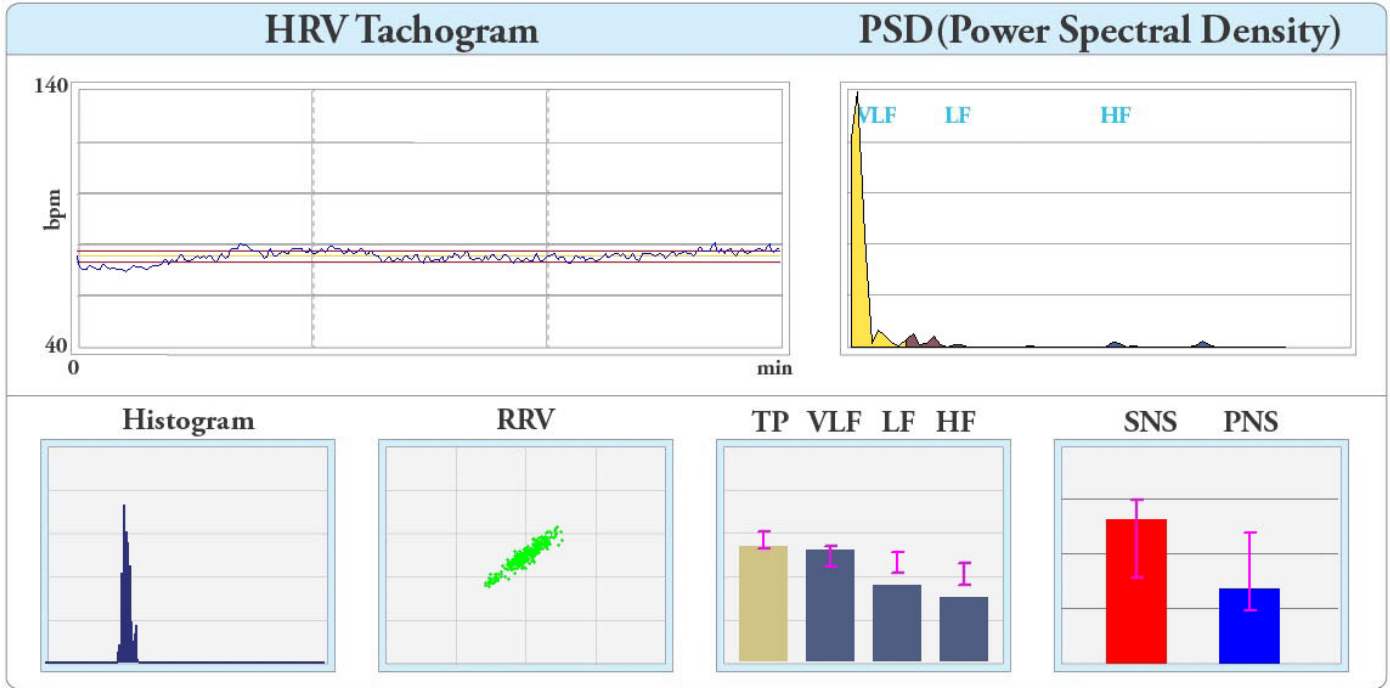 HRV Tachogram
PSD(Power Spectral Density)
140
bpm
40
0
min
VLF LF HF
Histogram
RRV
TP VLF LF HF
SNS PNS